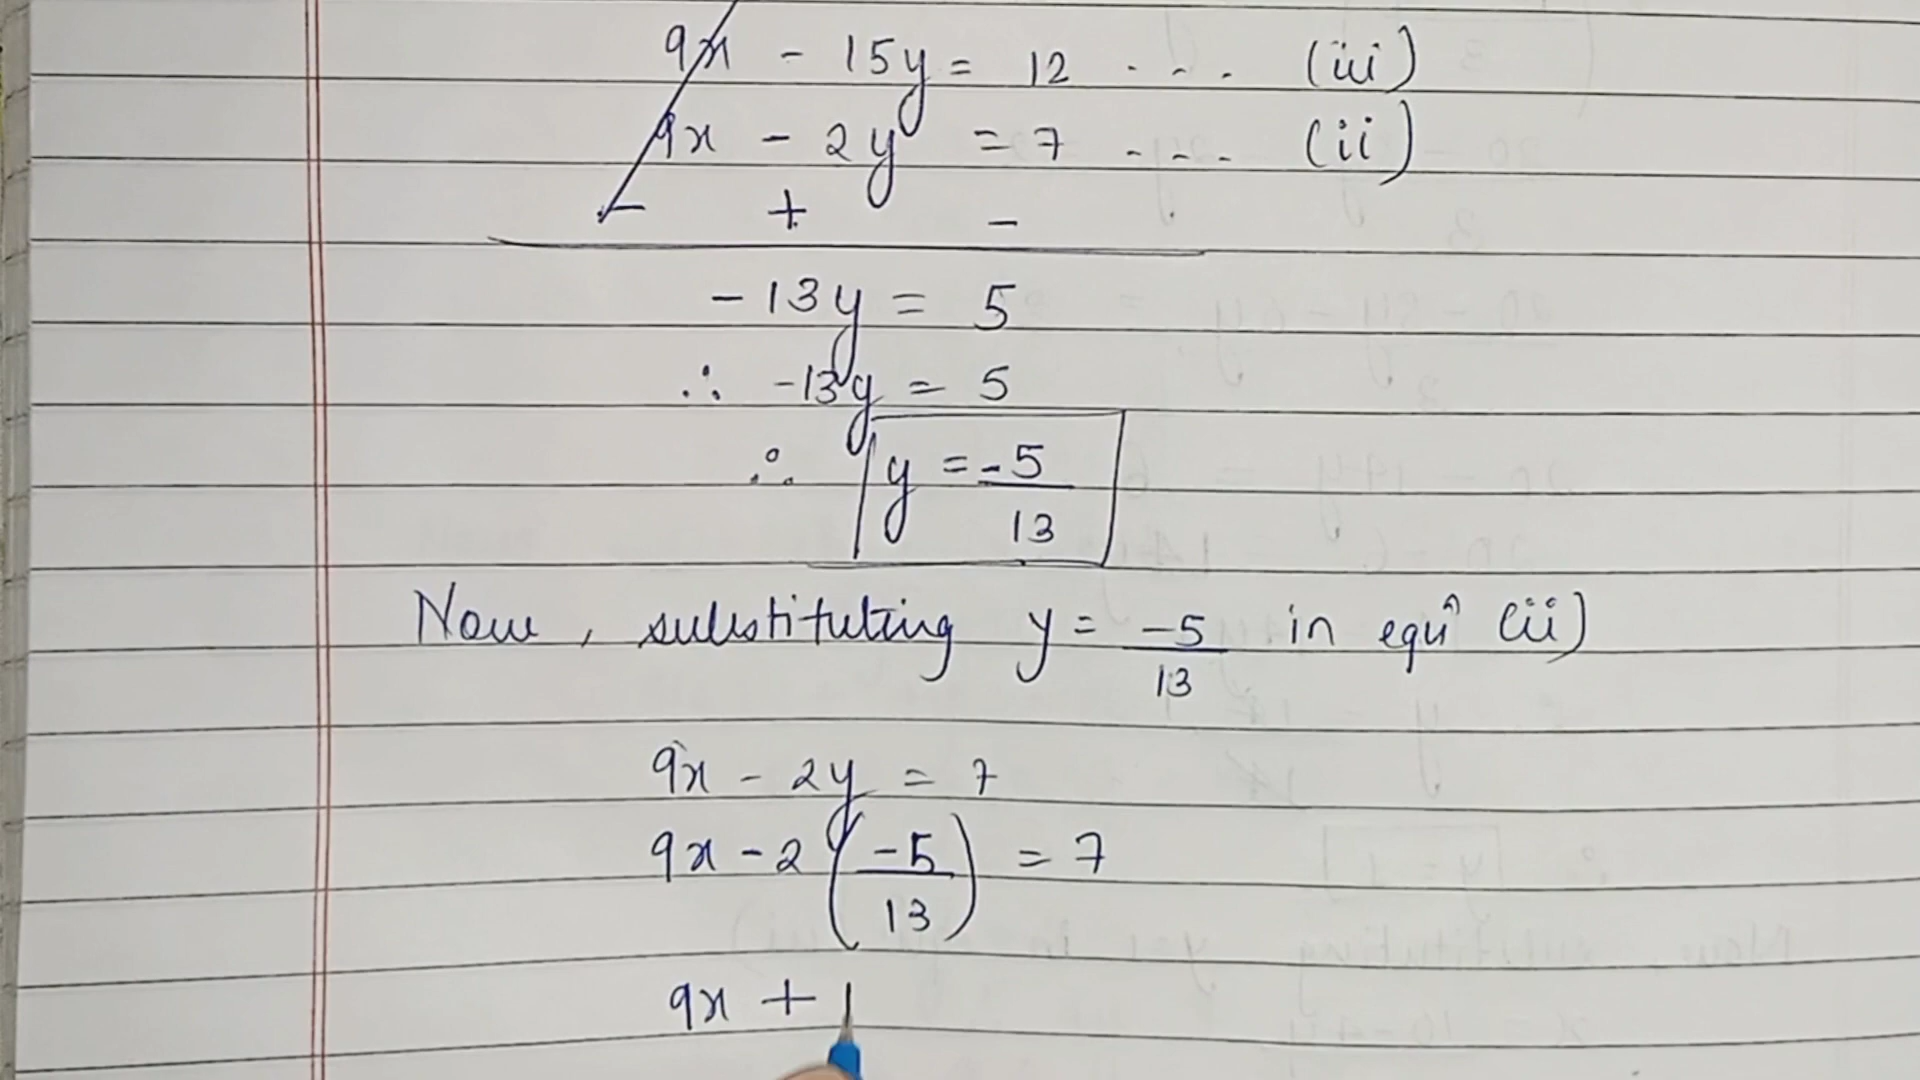 9x - 15y = 12 - - - (iii)
9x - 2y = 7 - - - (ii)
- + -
-13y = 5
∴ -13y = 5
∴ y = -5/13
Now, substituting y = -5/13 in equⁿ (ii)
9x - 2y = 7
9x - 2(-5/13) = 7
9x + 1